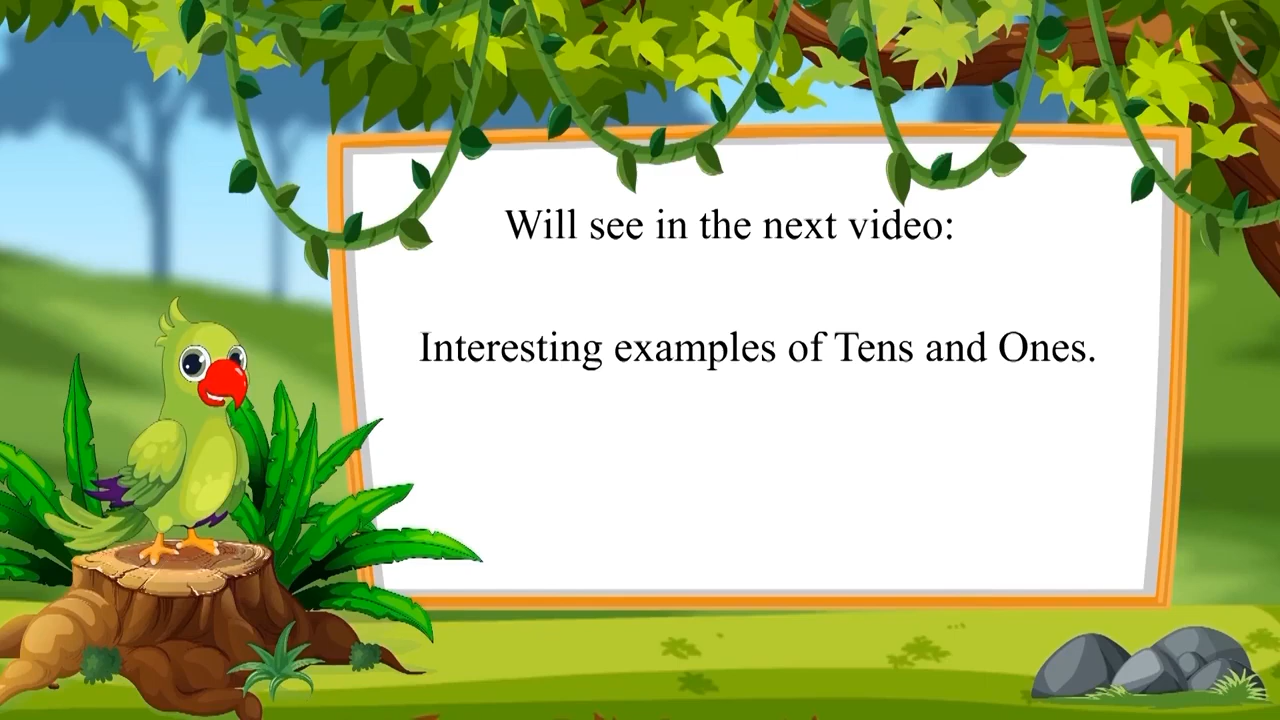 Will see in the next video:
Interesting examples of Tens and Ones.